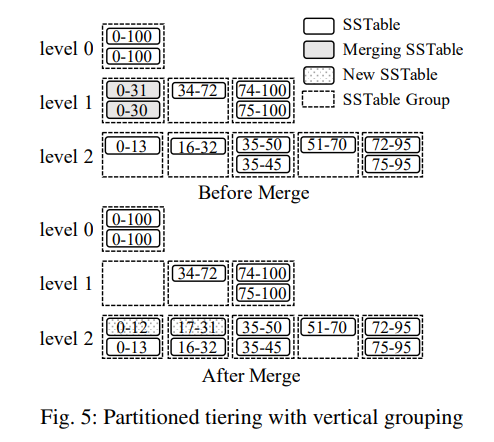 level 0
0-100
0-100
SSTable
Merging SSTable
New SSTable
SSTable Group
level 1
0-31 34-72 74-100
0-30 75-100
level 2
0-13 16-32 35-50 51-70 72-95
35-45 75-95
Before Merge
level 0
0-100
0-100
level 1
34-72 74-100
75-100
level 2
0-12 17-31 35-50 51-70 72-95
0-13 16-32 35-45 75-95
After Merge
Fig. 5: Partitioned tiering with vertical grouping